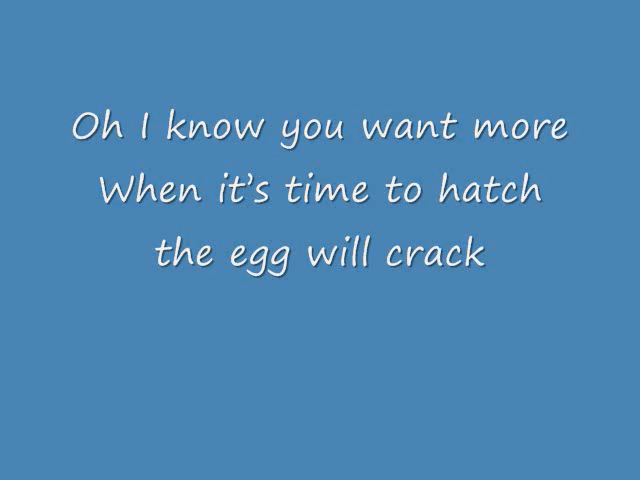 Oh I know you want more
When it’s time to hatch
the egg will crack